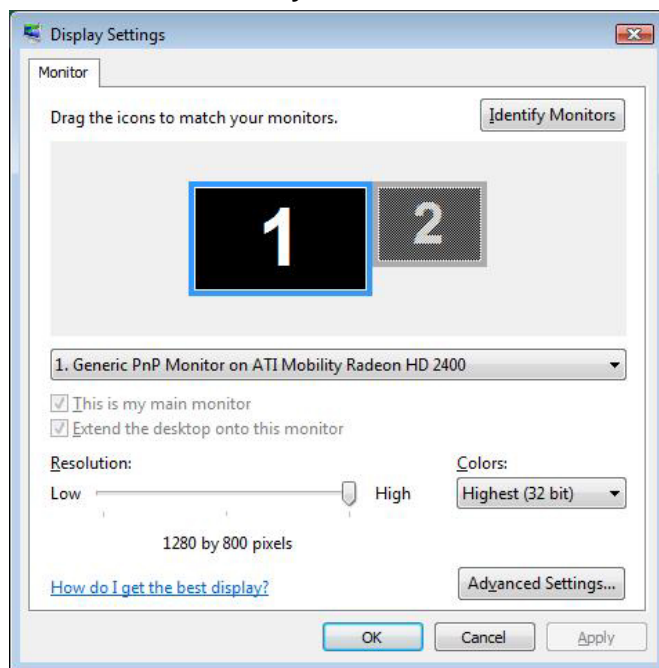 Display Settings
Monitor
Drag the icons to match your monitors.
Identify Monitors
1
2
1. Generic PnP Monitor on ATI Mobility Radeon HD 2400
This is my main monitor
Extend the desktop onto this monitor
Resolution:
Colors:
Low
High
Highest (32 bit)
1280 by 800 pixels
How do I get the best display?
Advanced Settings...
OK
Cancel
Apply